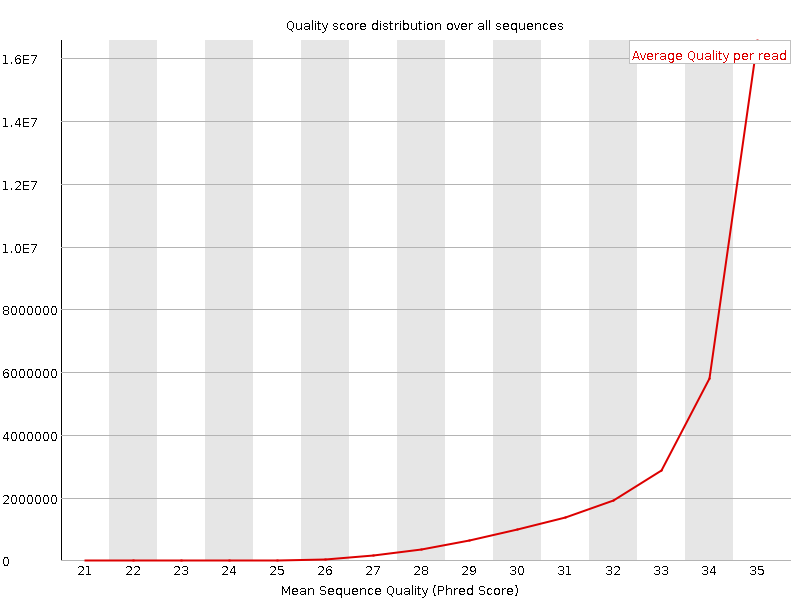 Quality score distribution over all sequences
Average Quality per read
1.6E7
1.4E7
1.2E7
1.0E7
8000000
6000000
4000000
2000000
0
21 22 23 24 25 26 27 28 29 30 31 32 33 34 35
Mean Sequence Quality (Phred Score)